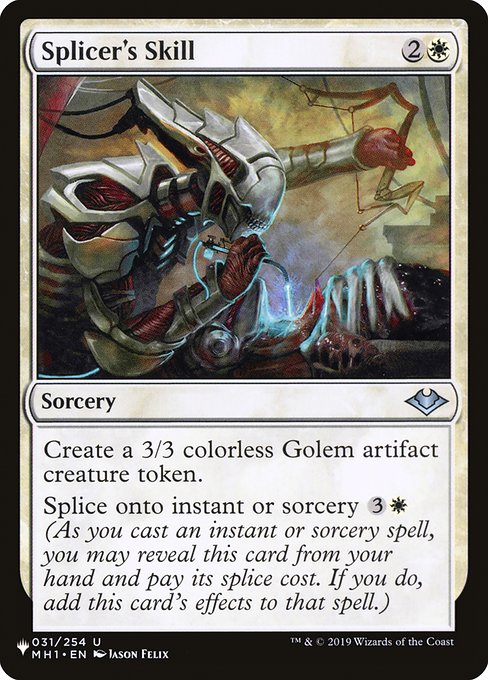 Splicer's Skill 2
Sorcery
Create a 3/3 colorless Golem artifact
creature token.
Splice onto instant or sorcery 3
(As you cast an instant or sorcery spell,
you may reveal this card from your
hand and pay its splice cost. If you do,
add this card's effects to that spell.)
031/254 U
MH1 • EN Jason Felix
™ & © 2019 Wizards of the Coast